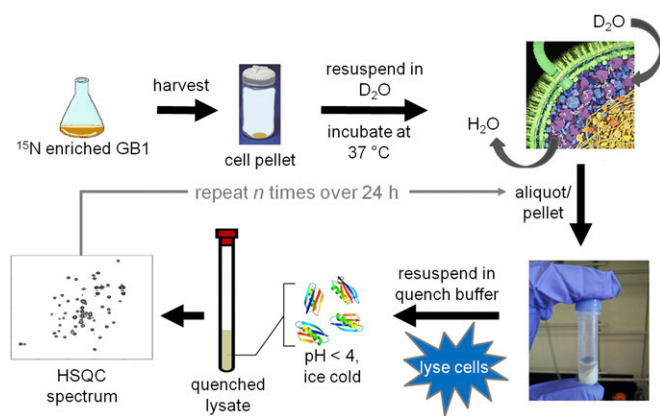 harvest
¹⁵N enriched GB1
cell pellet
resuspend in
D₂O
incubate at
37 °C
D₂O
H₂O
repeat n times over 24 h
aliquot/
pellet
resuspend in
quench buffer
lyse cells
pH < 4,
ice cold
quenched
lysate
HSQC
spectrum